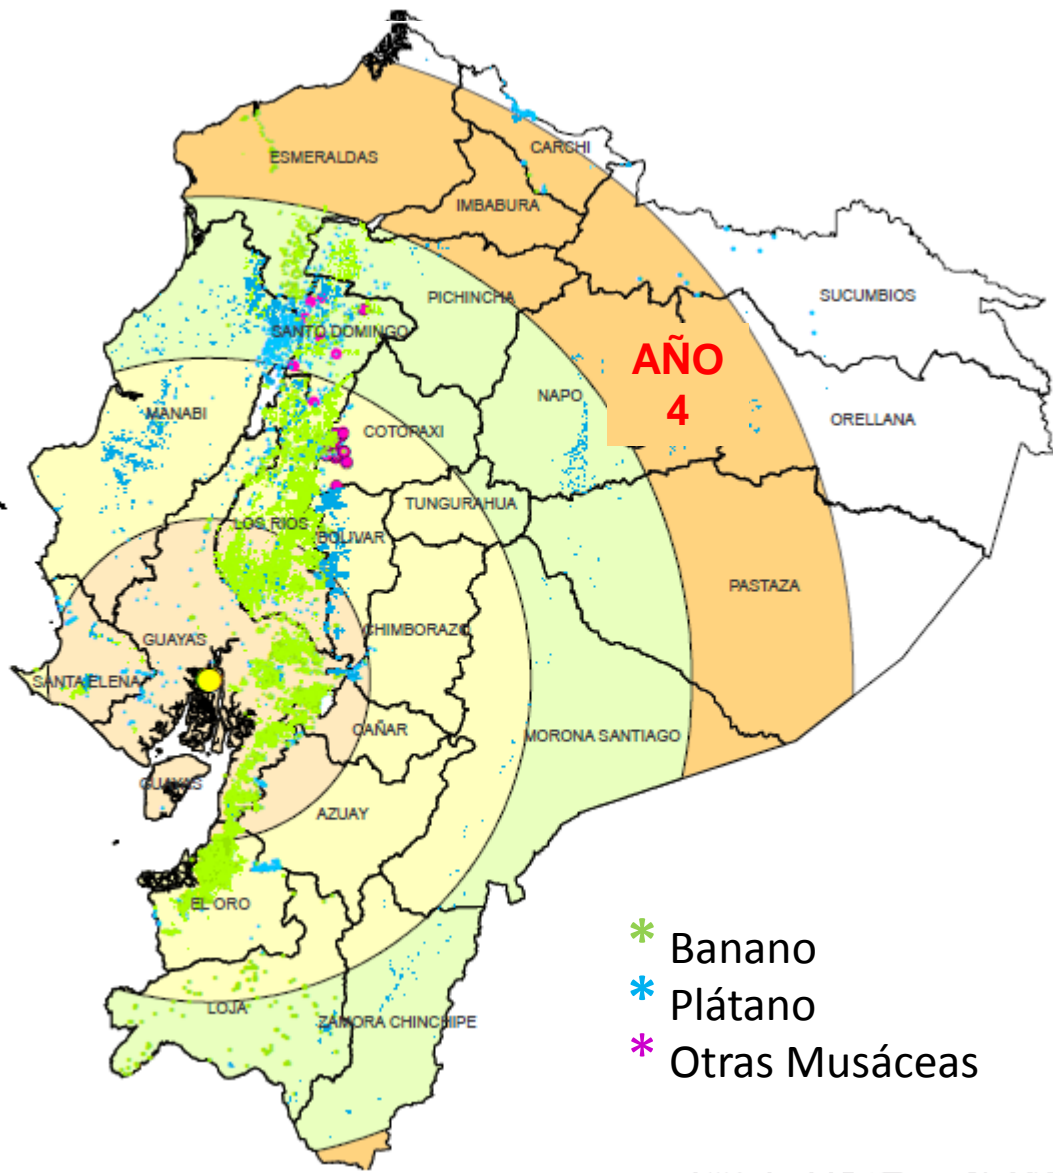 ESMERALDAS
CARCHI
IMBABURA
SUCUMBIOS
PICHINCHA
SANTO DOMINGO
AÑO
4
NAPO
ORELLANA
MANABI
COTOPAXI
TUNGURAHUA
LOS RIOS
BOLIVAR
PASTAZA
CHIMBORAZO
GUAYAS
SANTA ELENA
CAÑAR
MORONA SANTIAGO
GUAYAS
AZUAY
EL ORO
* Banano
* Plátano
LOJA
ZAMORA CHINCHIPE
* Otras Musáceas